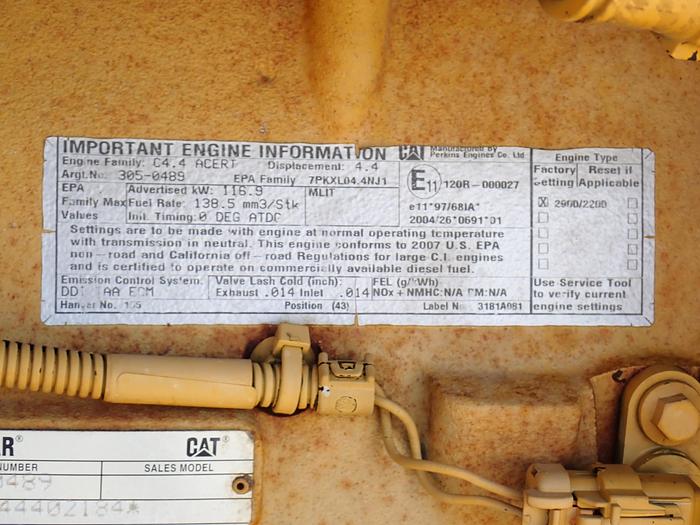 IMPORTANT ENGINE INFORMATION CAT Manufactured by Perkins Engines Co. Ltd
Engine Family: C4.4 ACERT Displacement: 4.4
Argt.No: 305-0489 EPA Family 7PKXL04.4NJ1
EPA Family Max Values
Advertised kW: 116.9 MLIT
Fuel Rate: 138.5 mm3/Stk
Init. Timing: 0 DEG ATDC
E11 120R-000027
e11*97/68IA*
2004/26*0691*01
Settings are to be made with engine at normal operating temperature
with transmission in neutral. This engine conforms to 2007 U.S. EPA
non-road and California off-road Regulations for large C.I. engines
and is certified to operate on commercially available diesel fuel.
Emission Control System: Valve Lash Cold (inch): FEL (g/kWh)
AA ECM Exhaust .014 Inlet .014 NOx + NMHC:N/A PM:N/A
Position (43) Label No 3181A081
Engine Type
Factory Reset if
Setting Applicable
X 2900/2200
Use Service Tool
to verify current
engine settings
R® CAT®
NUMBER SALES MODEL
0489
44402184*